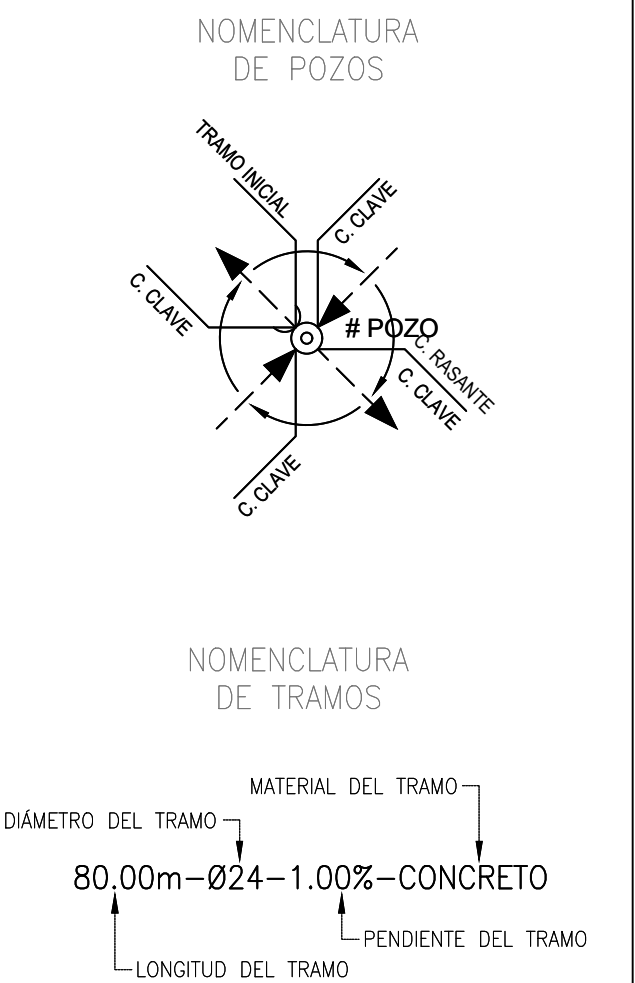 NOMENCLATURA
DE POZOS
TRAMO INICIAL
C. CLAVE
C. CLAVE
# POZO
C. RASANTE
C. CLAVE
C. CLAVE
NOMENCLATURA
DE TRAMOS
MATERIAL DEL TRAMO
DIÁMETRO DEL TRAMO
80.00m-Ø24-1.00%-CONCRETO
PENDIENTE DEL TRAMO
LONGITUD DEL TRAMO